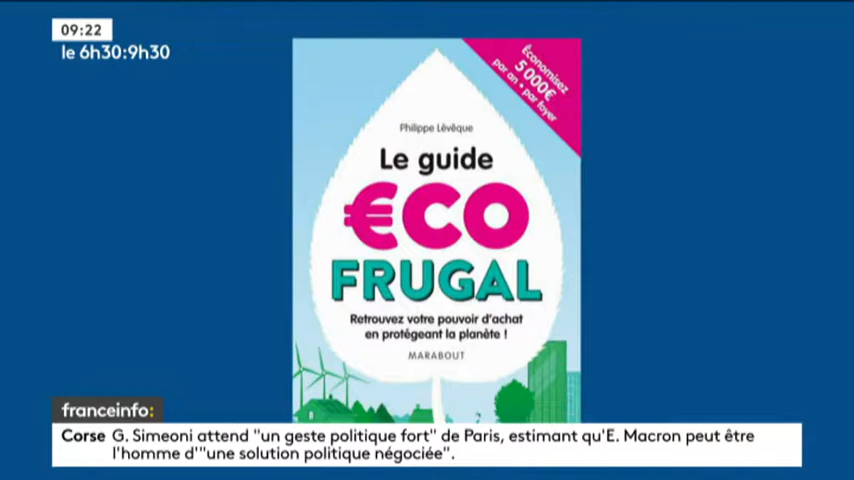 09:22
le 6h30:9h30
Économisez
5 000€
par an • par foyer
Philippe Lévêque
Le guide
€CO
FRUGAL
Retrouvez votre pouvoir d'achat
en protégeant la planète !
MARABOUT
franceinfo:
Corse G. Simeoni attend "un geste politique fort" de Paris, estimant qu'E. Macron peut être
l'homme d'"une solution politique négociée".